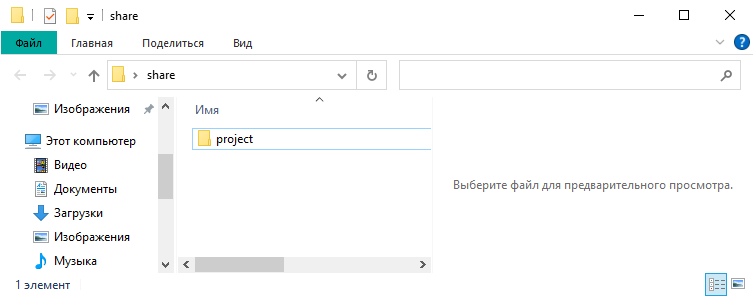 share
Файл
Главная
Поделиться
Вид
share
Изображения
Этот компьютер
Видео
Документы
Загрузки
Изображения
Музыка
Имя
project
Выберите файл для предварительного просмотра.
1 элемент